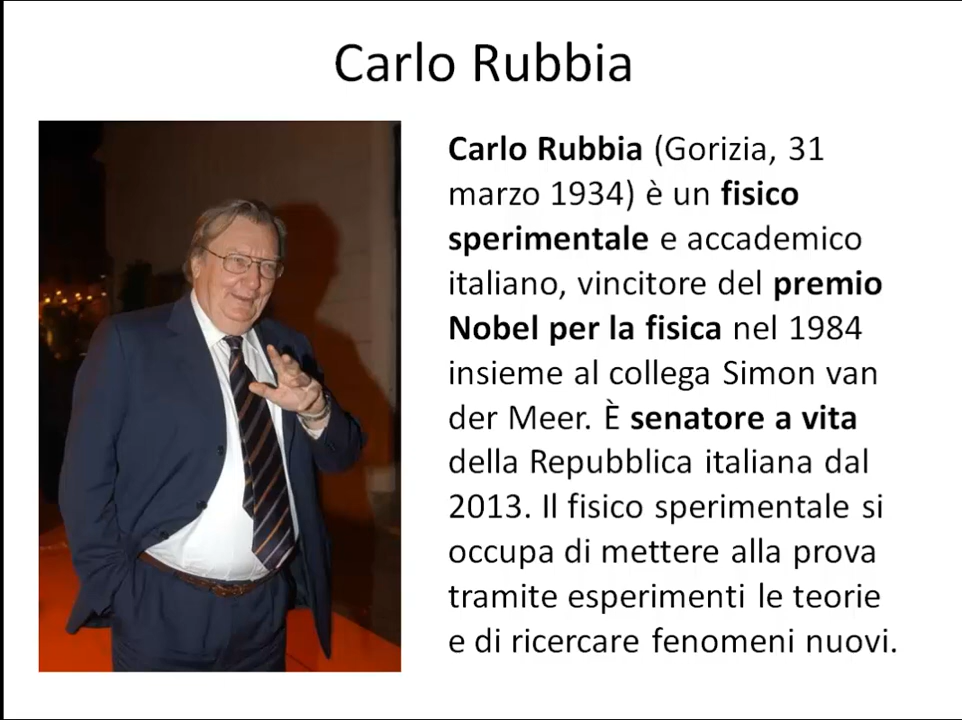 Carlo Rubbia
Carlo Rubbia (Gorizia, 31
marzo 1934) è un fisico
sperimentale e accademico
italiano, vincitore del premio
Nobel per la fisica nel 1984
insieme al collega Simon van
der Meer. È senatore a vita
della Repubblica italiana dal
2013. Il fisico sperimentale si
occupa di mettere alla prova
tramite esperimenti le teorie
e di ricercare fenomeni nuovi.